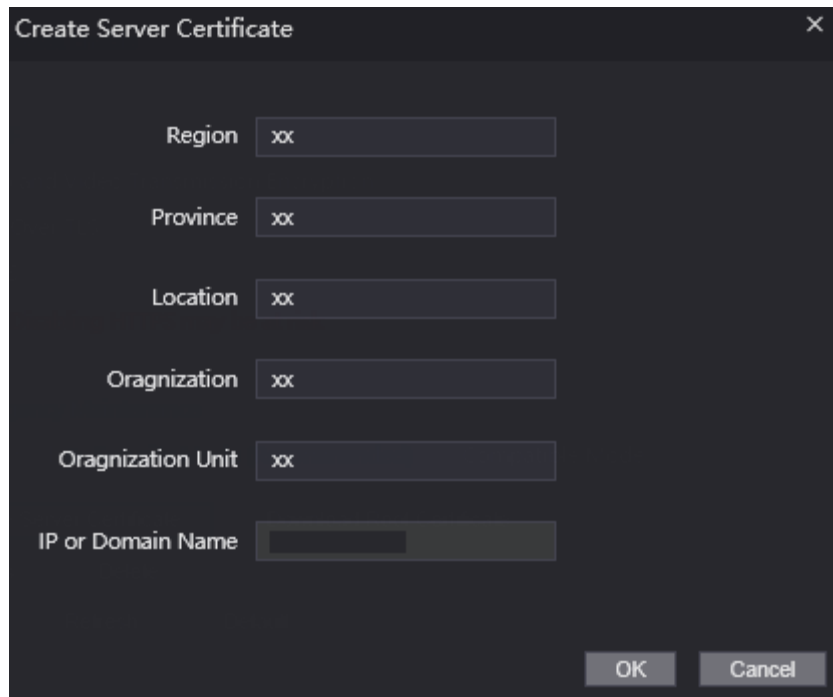 Create Server Certificate ×
Region xx
Province xx
Location xx
Oragnization xx
Oragnization Unit xx
IP or Domain Name
OK Cancel